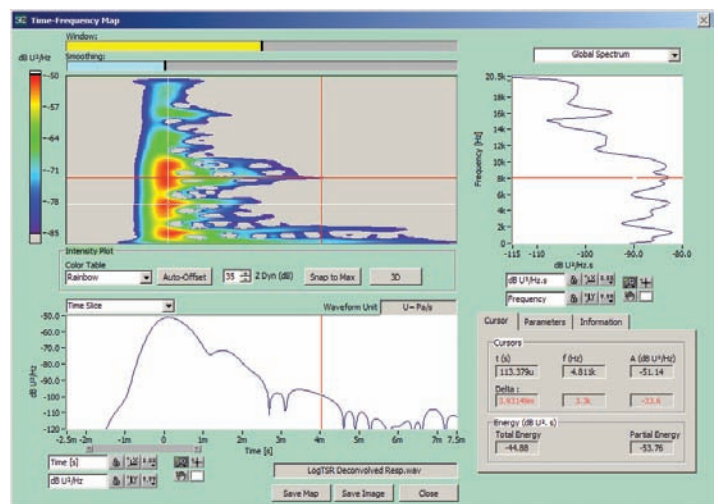 Time-Frequency Map
Window:
dB U²/Hz
Smoothing:
-50
-57
-64
-71
-78
-85
Global Spectrum
20.5k
18k
16k
14k
12k
10k
8k
6k
4k
2k
0
Frequency [Hz]
-115
-100.0
-90.0
-80.0
dB U²/Hz.s
Intensity Plot
Color Table
Rainbow
Auto-Offset
35
Z Dyn (dB)
Snap to Max
3D
dB U²/Hz.s
Frequency
Time Slice
Waveform Unit
U=Pa/s
-50.0
-60.0
-70.0
-80.0
-90.0
-100
-110
-120
dB U²/Hz
-2.5m
-2m
-1m
0
1m
2m
3m
4m
5m
6m
7.5m
Time [s]
Time [s]
dB U²/Hz
LogTSR Deconvolved Resp.wav
Save Map
Save Image
Close
Cursor
Parameters
Information
Cursors
t (s)
f (Hz)
A (dB U²/Hz)
113.379u
4.811k
-51.14
Delta :
3.3k
-33.6
Energy (dB U². s)
Total Energy
Partial Energy
-44.88
-53.76